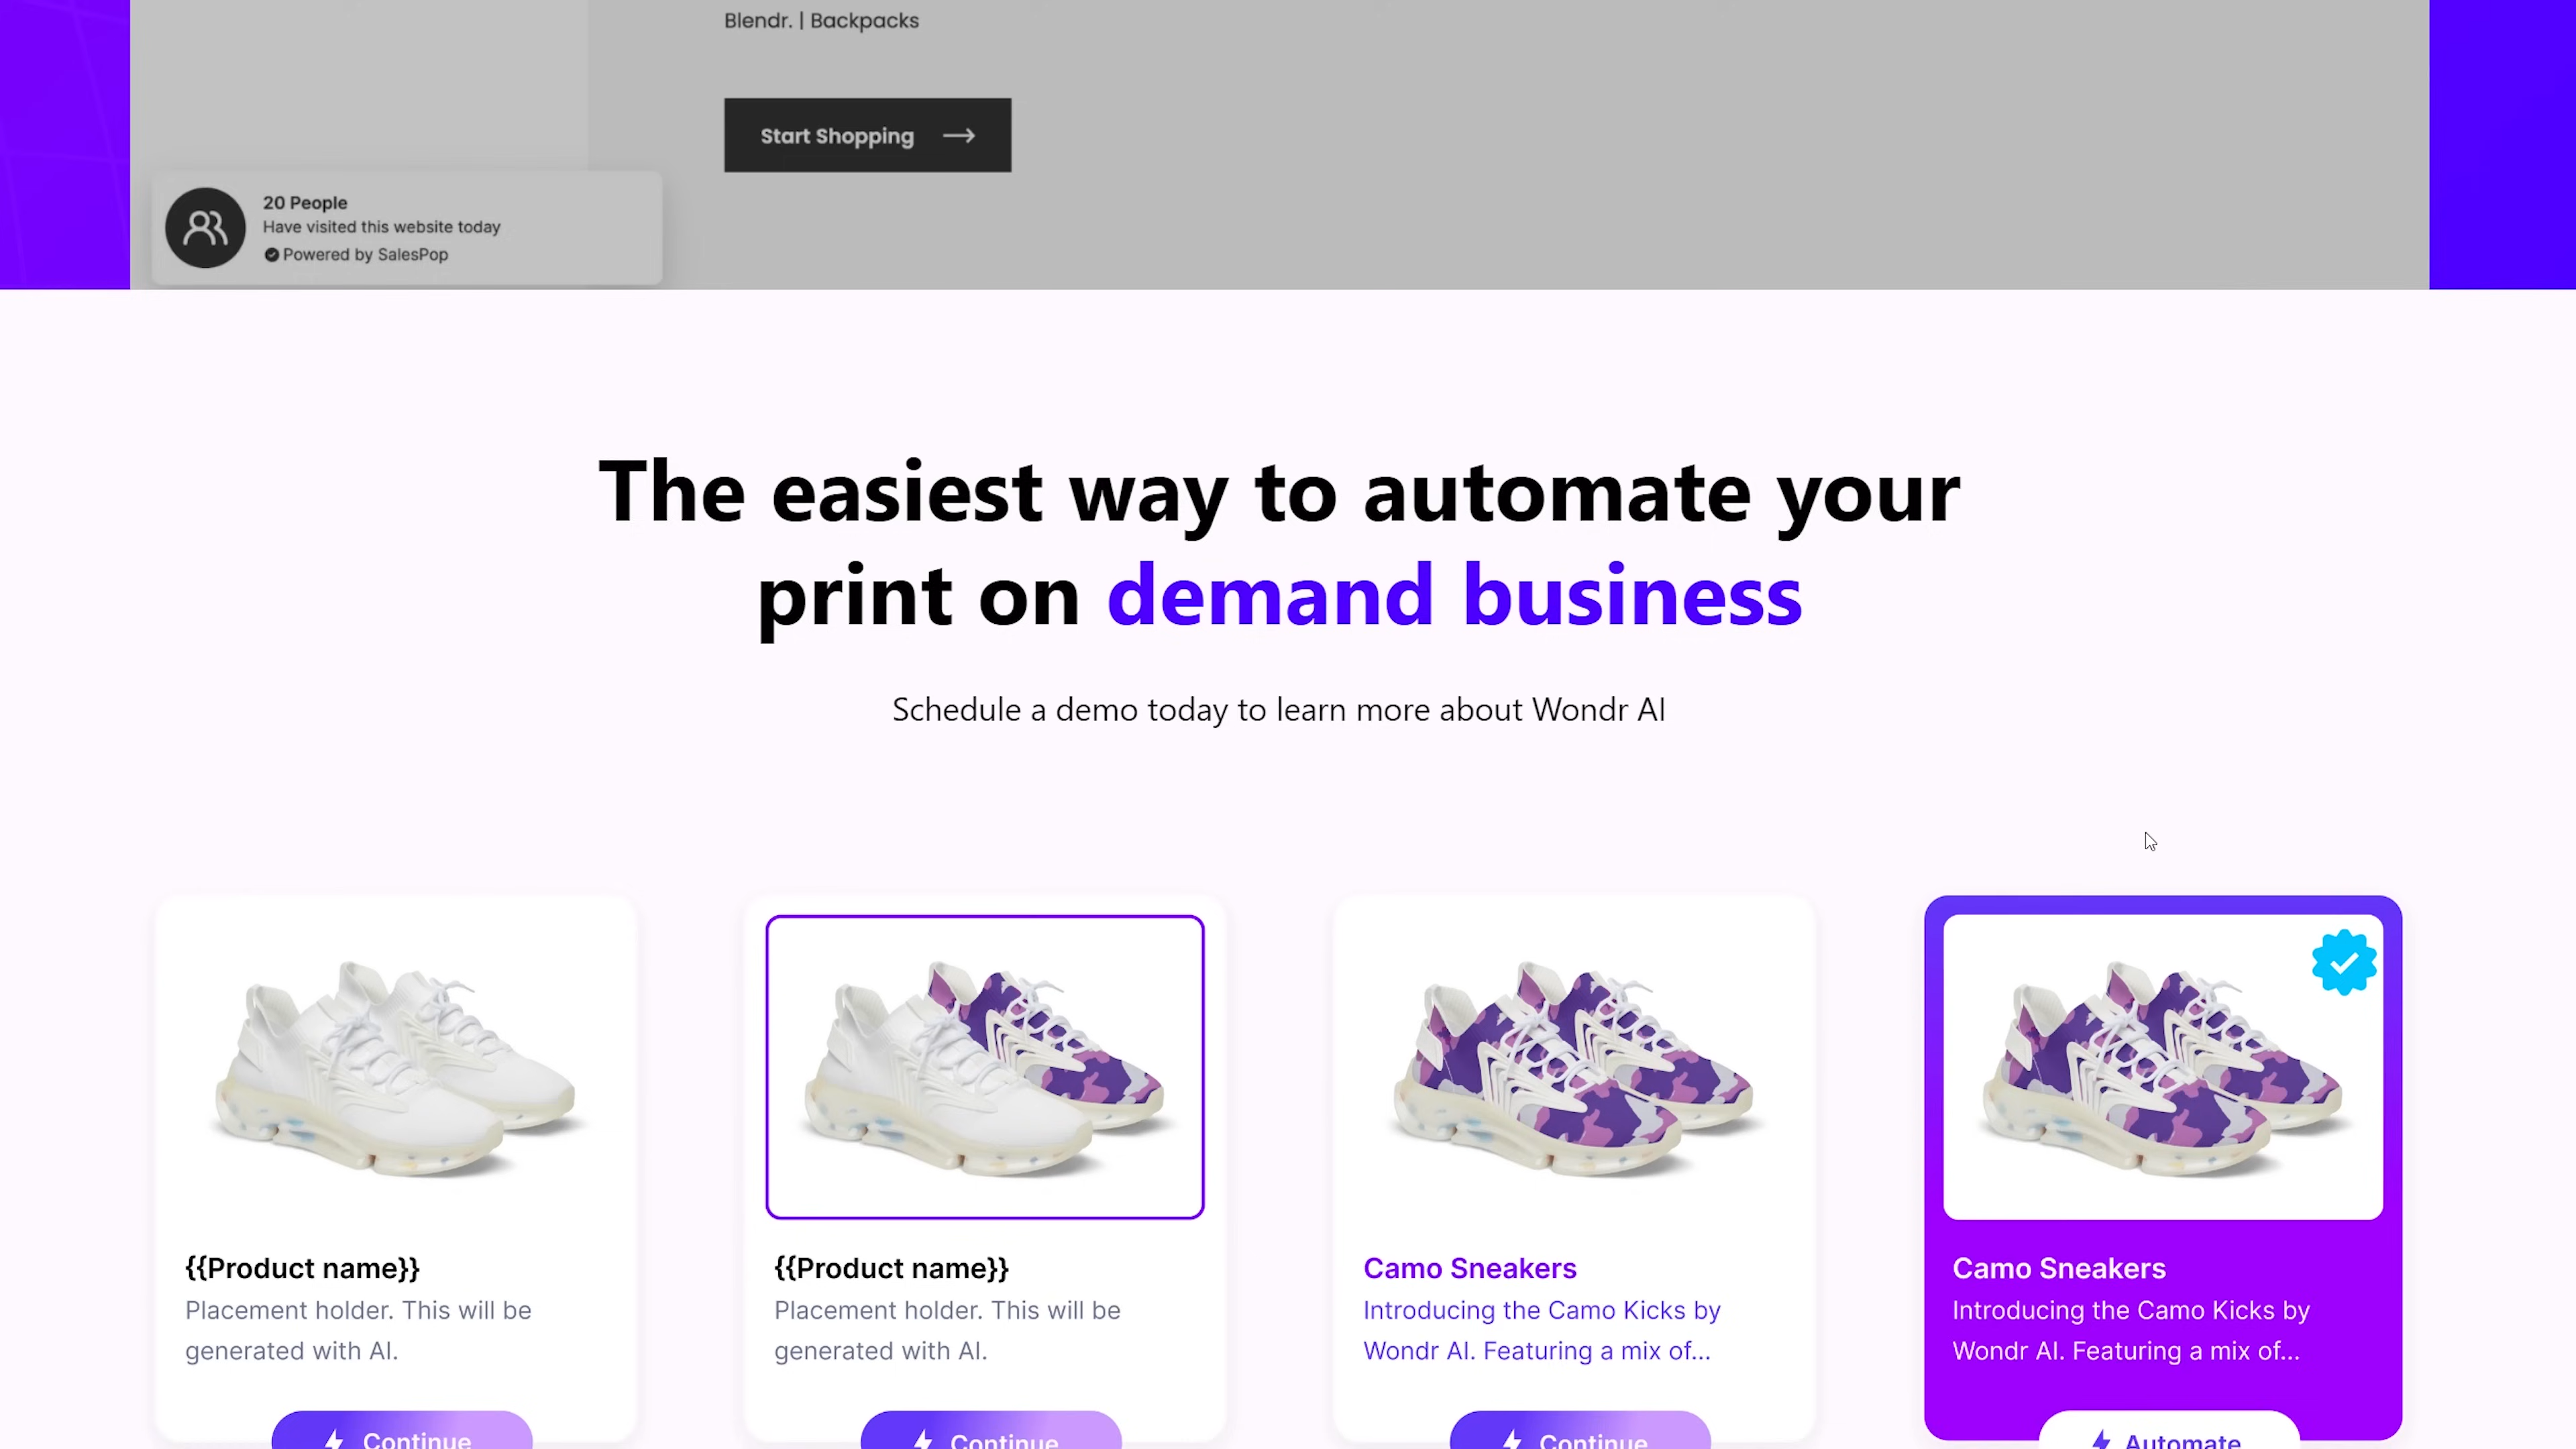 Blendr. | Backpacks
Start Shopping
20 People
Have visited this website today
Powered by SalesPop
The easiest way to automate your
print on demand business
Schedule a demo today to learn more about Wondr AI
{{Product name}}
Placement holder. This will be
generated with AI.
Continue
{{Product name}}
Placement holder. This will be
generated with AI.
Continue
Camo Sneakers
Introducing the Camo Kicks by
Wondr AI. Featuring a mix of...
Continue
Camo Sneakers
Introducing the Camo Kicks by
Wondr AI. Featuring a mix of...
Automate